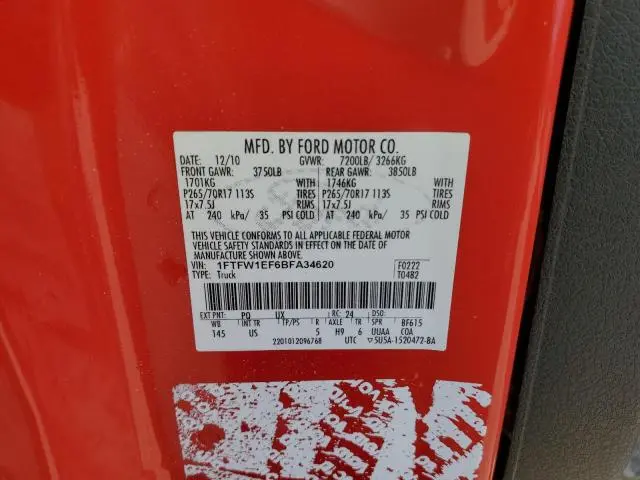 MFD. BY FORD MOTOR CO.
DATE: 12/10 GVWR: 7200LB/ 3266KG
FRONT GAWR: 3750LB REAR GAWR: 3850LB
1701KG WITH 1746KG WITH
P265/70R17 113S TIRES P265/70R17 113S TIRES
17x7.5J RIMS 17x7.5J RIMS
AT 240 kPa/ 35 PSI COLD AT 240 kPa/ 35 PSI COLD
THIS VEHICLE CONFORMS TO ALL APPLICABLE FEDERAL MOTOR
VEHICLE SAFETY STANDARDS IN EFFECT ON THE DATE OF
MANUFACTURE SHOWN ABOVE.
VIN: 1FTFW1EF6BFA34620 F0222
TYPE: Truck T0482
EXT PNT: PQ UX RC: 24 DSO:
WB INT TR TP/PS R AXLE TR SPR BF615
145 US 5 H9 6 UUAA COA
2201012096768 UTC ▽5U5A-1520472-BA